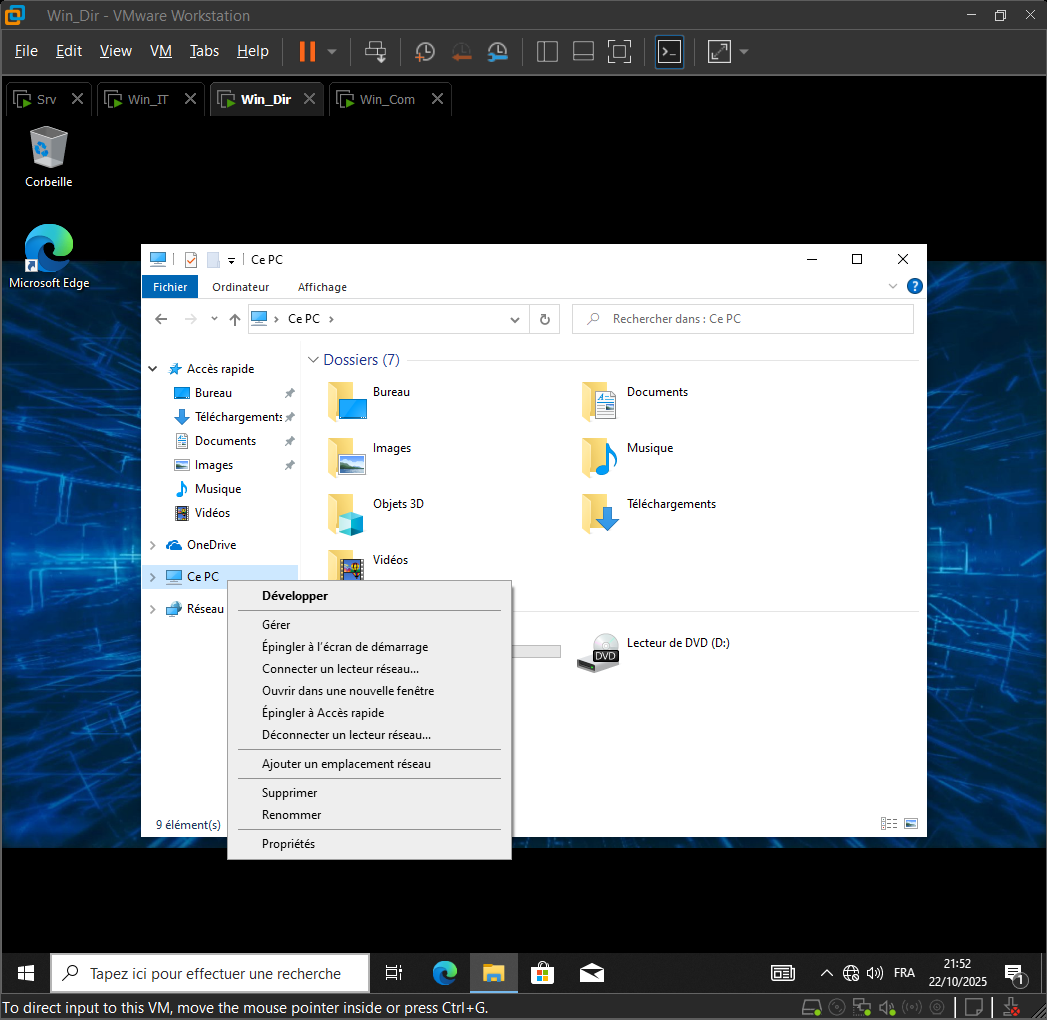 Win_Dir - VMware Workstation
File Edit View VM Tabs Help
Srv Win_IT Win_Dir Win_Com
Corbeille
Microsoft Edge
Ce PC
Fichier Ordinateur Affichage
Ce PC
Rechercher dans : Ce PC
Accès rapide
Bureau
Téléchargements
Documents
Images
Musique
Vidéos
OneDrive
Ce PC
Réseau
Dossiers (7)
Bureau
Documents
Images
Musique
Objets 3D
Téléchargements
Vidéos
Lecteur de DVD (D:)
DVD
Développer
Gérer
Épingler à l'écran de démarrage
Connecter un lecteur réseau...
Ouvrir dans une nouvelle fenêtre
Épingler à Accès rapide
Déconnecter un lecteur réseau...
Ajouter un emplacement réseau
Supprimer
Renommer
Propriétés
9 élément(s)
Tapez ici pour effectuer une recherche
FRA
21:52
22/10/2025
1
To direct input to this VM, move the mouse pointer inside or press Ctrl+G.